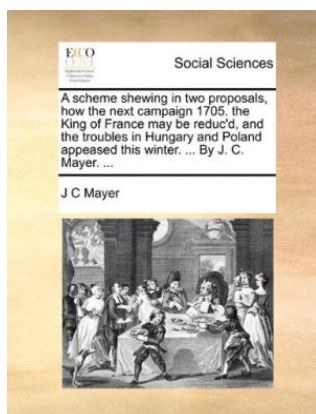 ECCO
Social Sciences
A scheme shewing in two proposals,
how the next campaign 1705. the
King of France may be reduc'd, and
the troubles in Hungary and Poland
appeased this winter. ... By J. C.
Mayer. ...
J C Mayer